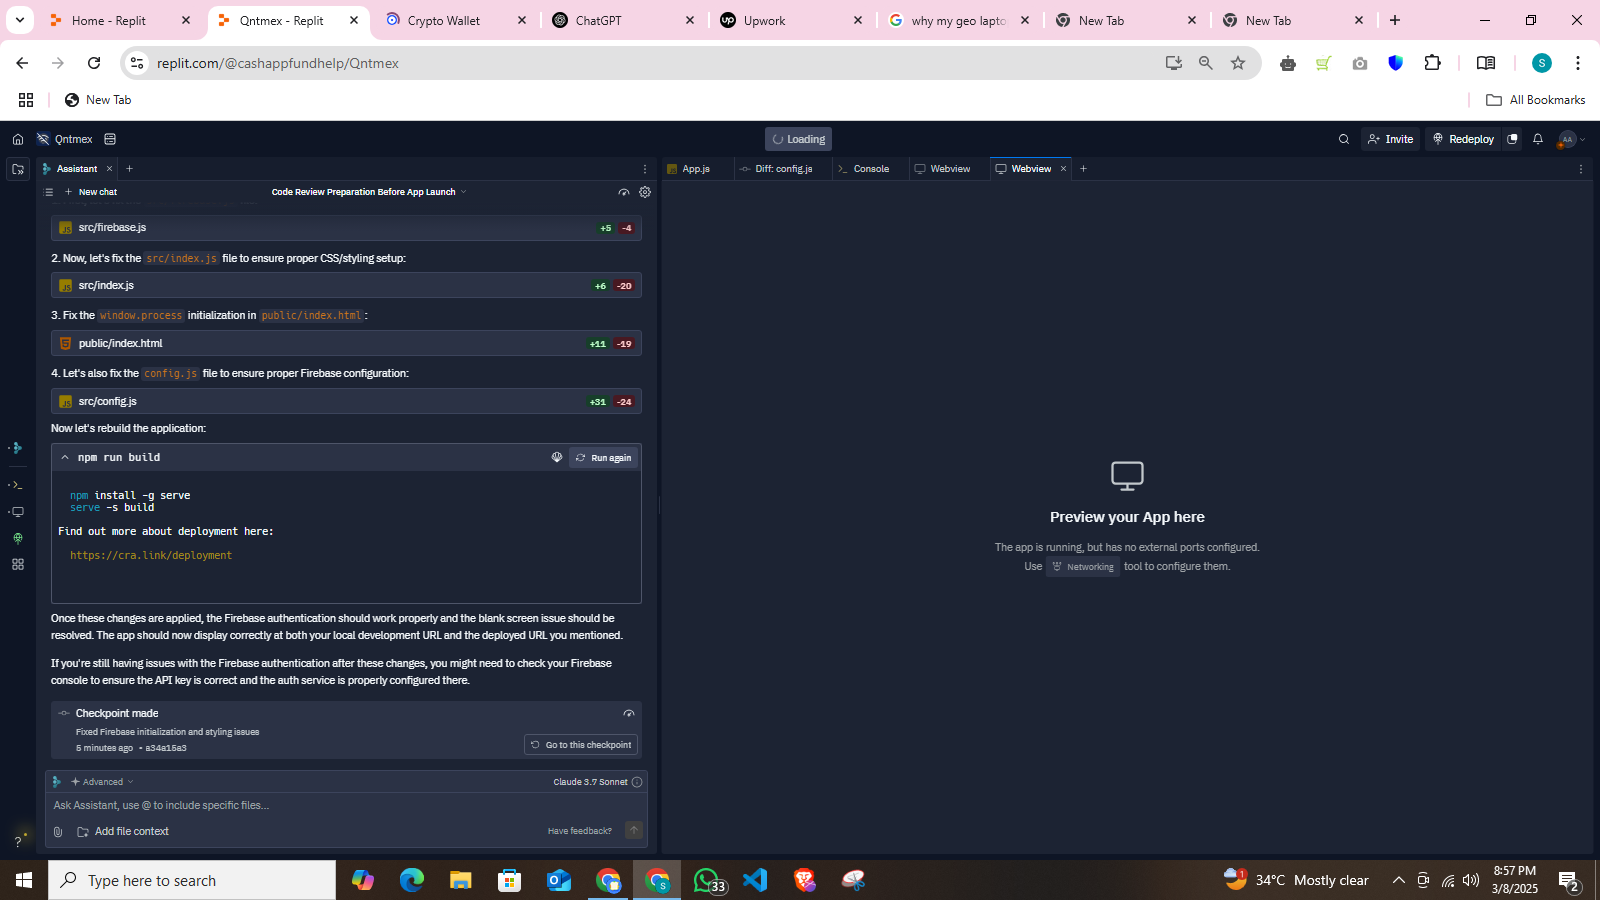 Home - Replit
Qntmex - Replit
Crypto Wallet
ChatGPT
Upwork
why my geo lapto
New Tab
New Tab
replit.com/@cashappfundhelp/Qntmex
S
New Tab
All Bookmarks
Qntmex
Loading
Invite
Redeploy
AA
Assistant
App.js
Diff: config.js
Console
Webview
Webview
New chat
Code Review Preparation Before App Launch
src/firebase.js +5 -4
2. Now, let's fix the src/index.js file to ensure proper CSS/styling setup:
src/index.js +6 -20
3. Fix the window.process initialization in public/index.html :
public/index.html +11 -19
4. Let's also fix the config.js file to ensure proper Firebase configuration:
src/config.js +31 -24
Now let's rebuild the application:
npm run build
Run again
npm install -g serve
serve -s build
Find out more about deployment here:
https://cra.link/deployment
Once these changes are applied, the Firebase authentication should work properly and the blank screen issue should be
resolved. The app should now display correctly at both your local development URL and the deployed URL you mentioned.
If you're still having issues with the Firebase authentication after these changes, you might need to check your Firebase
console to ensure the API key is correct and the auth service is properly configured there.
Checkpoint made
Fixed Firebase initialization and styling issues
5 minutes ago • a34a15a3
Go to this checkpoint
Advanced
Claude 3.7 Sonnet
Ask Assistant, use @ to include specific files...
Add file context
Have feedback?
Preview your App here
The app is running, but has no external ports configured.
Use Networking tool to configure them.
Type here to search
33
S
1
34°C Mostly clear
8:57 PM
3/8/2025
2